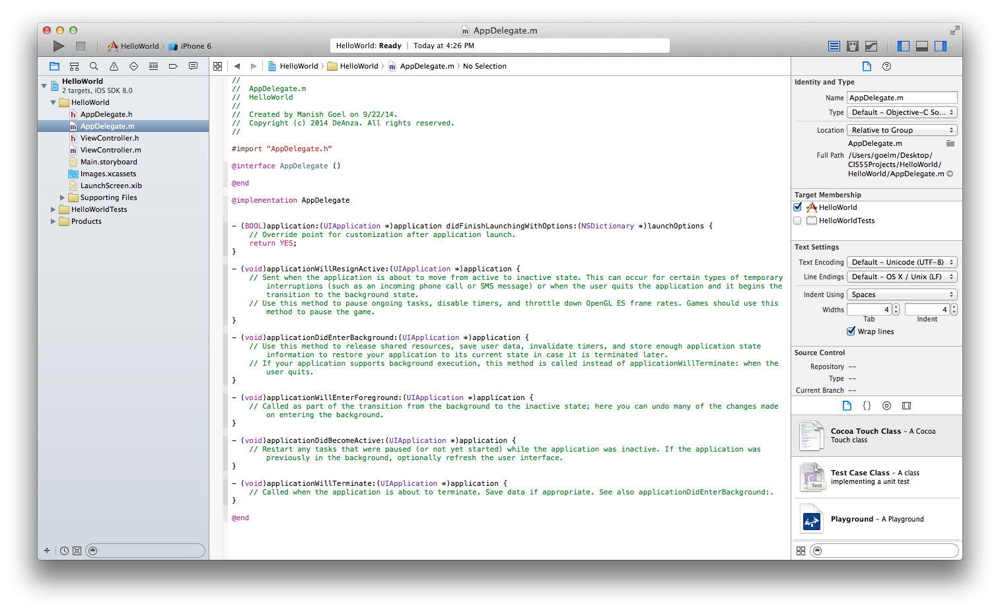 AppDelegate.m
HelloWorld
iPhone 6
HelloWorld: Ready
Today at 4:26 PM
HelloWorld
HelloWorld
AppDelegate.m
No Selection
HelloWorld
2 targets, iOS SDK 8.0
HelloWorld
AppDelegate.h
AppDelegate.m
ViewController.h
ViewController.m
Main.storyboard
Images.xcassets
LaunchScreen.xib
Supporting Files
HelloWorldTests
Products
//
//  AppDelegate.m
//  HelloWorld
//
//  Created by Manish Goel on 9/22/14.
//  Copyright (c) 2014 DeAnza. All rights reserved.
//
#import "AppDelegate.h"
@interface AppDelegate ()
@end
@implementation AppDelegate
- (BOOL)application:(UIApplication *)application didFinishLaunchingWithOptions:(NSDictionary *)launchOptions {
// Override point for customization after application launch.
return YES;
}
- (void)applicationWillResignActive:(UIApplication *)application {
// Sent when the application is about to move from active to inactive state. This can occur for certain types of temporary
interruptions (such as an incoming phone call or SMS message) or when the user quits the application and it begins the
transition to the background state.
// Use this method to pause ongoing tasks, disable timers, and throttle down OpenGL ES frame rates. Games should use this
method to pause the game.
}
- (void)applicationDidEnterBackground:(UIApplication *)application {
// Use this method to release shared resources, save user data, invalidate timers, and store enough application state
information to restore your application to its current state in case it is terminated later.
// If your application supports background execution, this method is called instead of applicationWillTerminate: when the
user quits.
}
- (void)applicationWillEnterForeground:(UIApplication *)application {
// Called as part of the transition from the background to the inactive state; here you can undo many of the changes made
on entering the background.
}
- (void)applicationDidBecomeActive:(UIApplication *)application {
// Restart any tasks that were paused (or not yet started) while the application was inactive. If the application was
previously in the background, optionally refresh the user interface.
}
- (void)applicationWillTerminate:(UIApplication *)application {
// Called when the application is about to terminate. Save data if appropriate. See also applicationDidEnterBackground:.
}
@end
Identity and Type
Name AppDelegate.m
Type Default - Objective-C So...
Location Relative to Group
AppDelegate.m
Full Path /Users/goelm/Desktop/
CIS55Projects/HelloWorld/
HelloWorld/AppDelegate.m
Target Membership
HelloWorld
HelloWorldTests
Text Settings
Text Encoding Default - Unicode (UTF-8)
Line Endings Default - OS X / Unix (LF)
Indent Using Spaces
Widths 4 4
Tab Indent
Wrap lines
Source Control
Repository --
Type --
Current Branch --
{}
Cocoa Touch Class - A Cocoa
Touch class
Test
Test Case Class - A class
implementing a unit test
Playground - A Playground